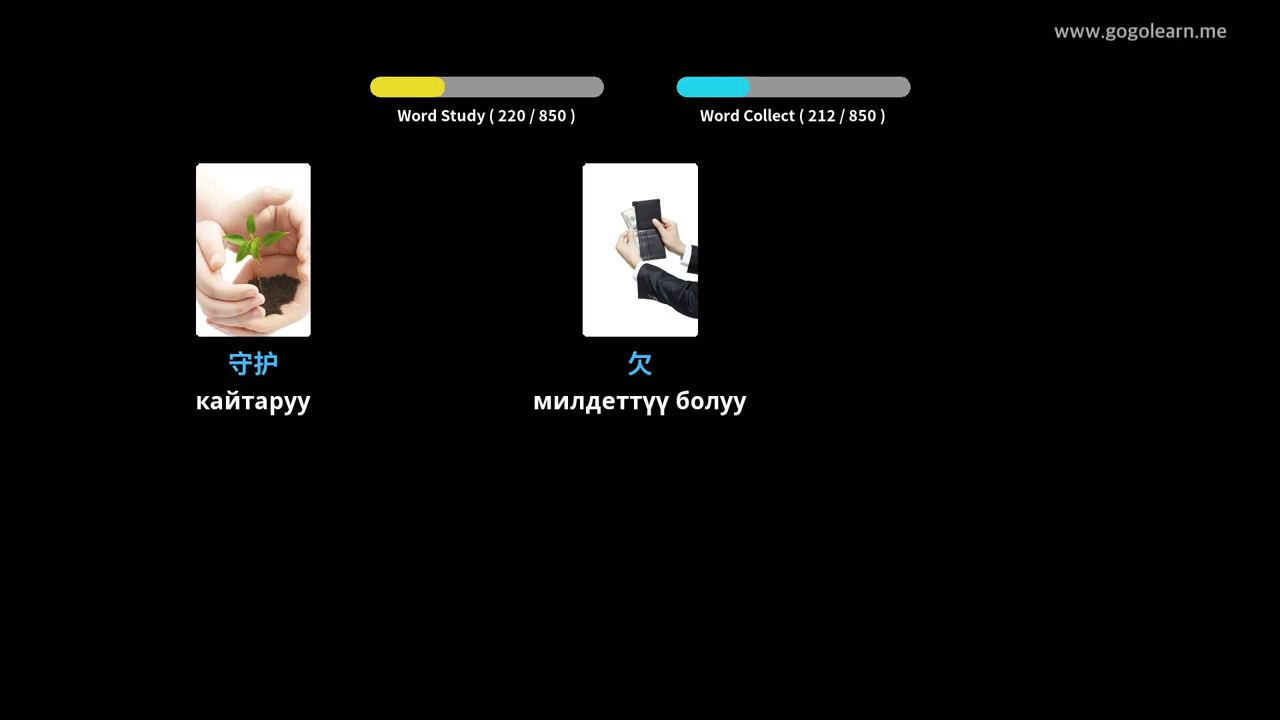 www.gogolearn.me
Word Study ( 220 / 850 )
Word Collect ( 212 / 850 )
守护
кайтаруу
欠
милдеттүү болуу